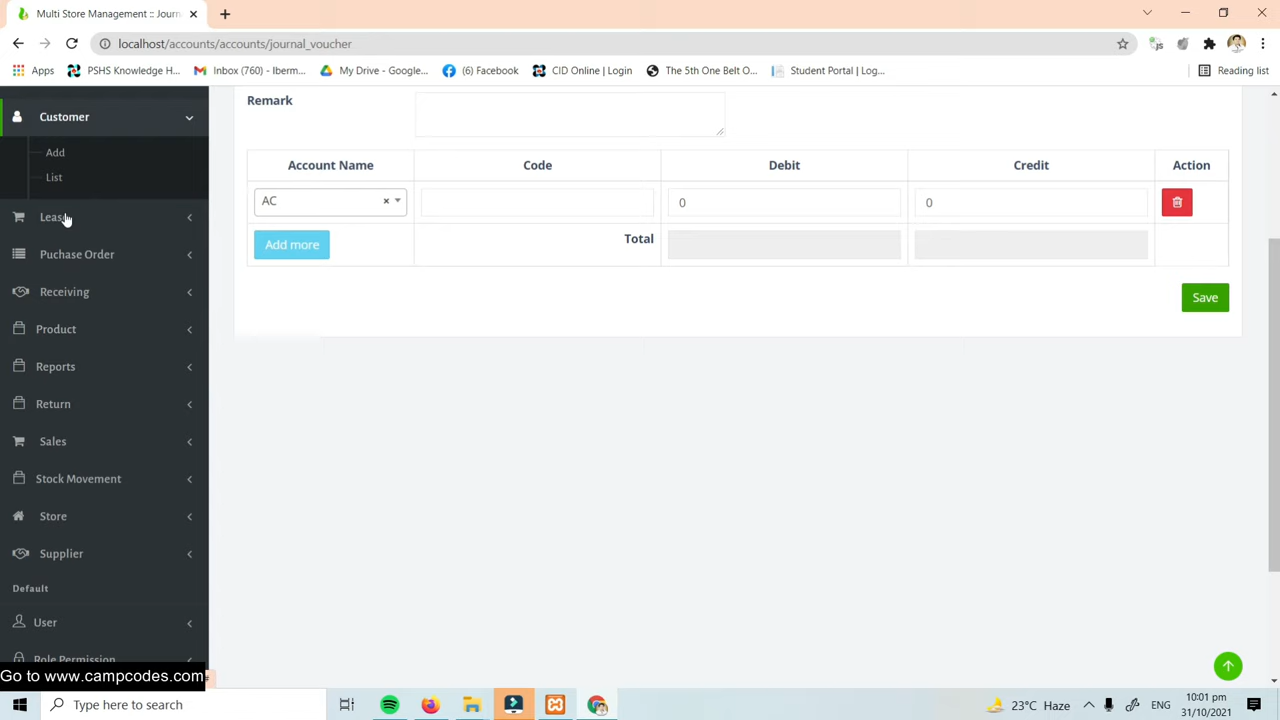 Multi Store Management :: Journ
localhost/accounts/accounts/journal_voucher
Apps
PSHS Knowledge H...
Inbox (760) - Iberm...
My Drive - Google...
(6) Facebook
CID Online | Login
The 5th One Belt O...
Student Portal | Log...
Reading list
Customer
Add
List
Lease
Puchase Order
Receiving
Product
Reports
Return
Sales
Stock Movement
Store
Supplier
Default
User
Role Permission
Go to www.campcodes.com
Remark
Account Name Code Debit Credit Action
AC × 0 0
Add more Total
Save
Type here to search
23°C Haze
ENG
10:01 pm
31/10/2021